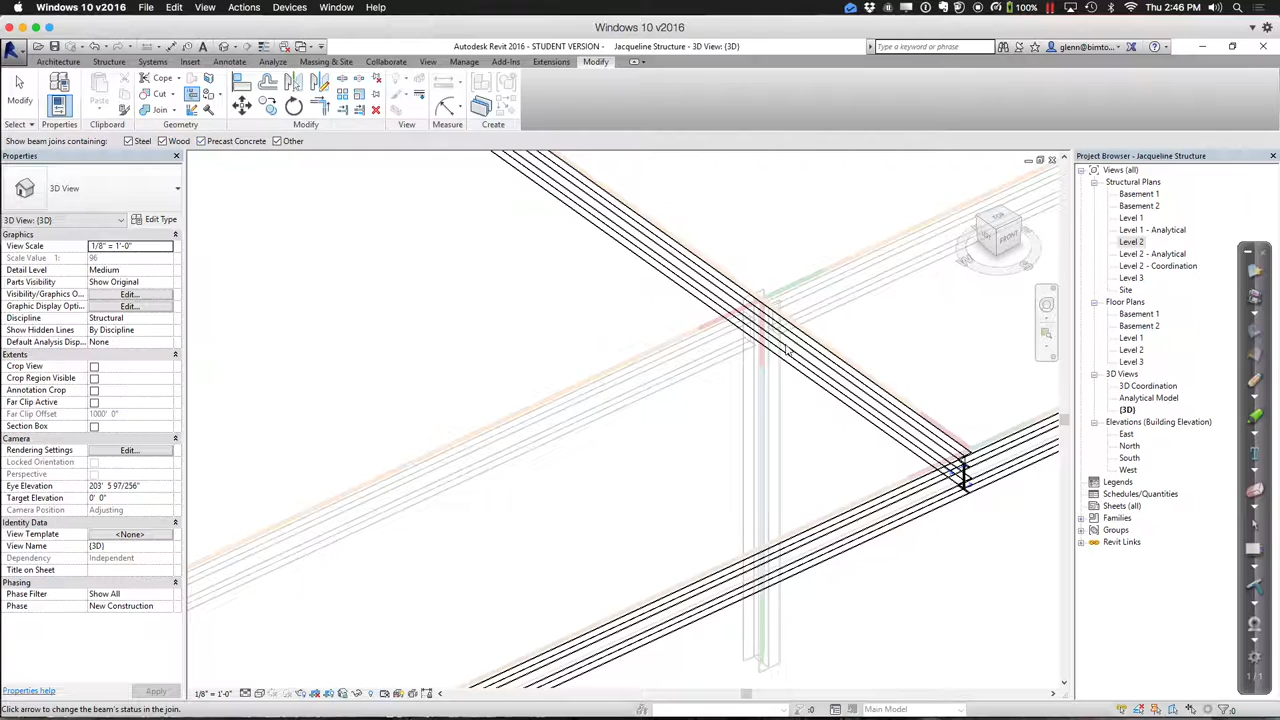 Windows 10 v2016 File Edit View Actions Devices Window Help 100% Thu 2:46 PM
Windows 10 v2016
Autodesk Revit 2016 - STUDENT VERSION - Jacqueline Structure - 3D View: {3D} Type a keyword or phrase glenn@bimto...
Architecture Structure Systems Insert Annotate Analyze Massing & Site Collaborate View Manage Add-Ins Extensions Modify
Cope
Cut
Join
Modify Paste
Select Properties Clipboard Geometry Modify View Measure Create
Show beam joins containing: Steel Wood Precast Concrete Other
Properties
3D View
3D View: {3D} Edit Type
Graphics
View Scale 1/8" = 1'-0"
Scale Value 1: 96
Detail Level Medium
Parts Visibility Show Original
Visibility/Graphics O... Edit...
Graphic Display Opti... Edit...
Discipline Structural
Show Hidden Lines By Discipline
Default Analysis Disp... None
Extents
Crop View
Crop Region Visible
Annotation Crop
Far Clip Active
Far Clip Offset 1000' 0"
Section Box
Camera
Rendering Settings Edit...
Locked Orientation
Perspective
Eye Elevation 203' 5 97/256"
Target Elevation 0' 0"
Camera Position Adjusting
Identity Data
View Template <None>
View Name {3D}
Dependency Independent
Title on Sheet
Phasing
Phase Filter Show All
Phase New Construction
Properties help Apply
TOP
FRONT
Project Browser - Jacqueline Structure
Views (all)
Structural Plans
Basement 1
Basement 2
Level 1
Level 1 - Analytical
Level 2
Level 2 - Analytical
Level 2 - Coordination
Level 3
Site
Floor Plans
Basement 1
Basement 2
Level 1
Level 2
Level 3
3D Views
3D Coordination
Analytical Model
{3D}
Elevations (Building Elevation)
East
North
South
West
Legends
Schedules/Quantities
Sheets (all)
Families
Groups
Revit Links
1 / 1
1/8" = 1'-0"
Click arrow to change the beam's status in the join. :0 Main Model :0